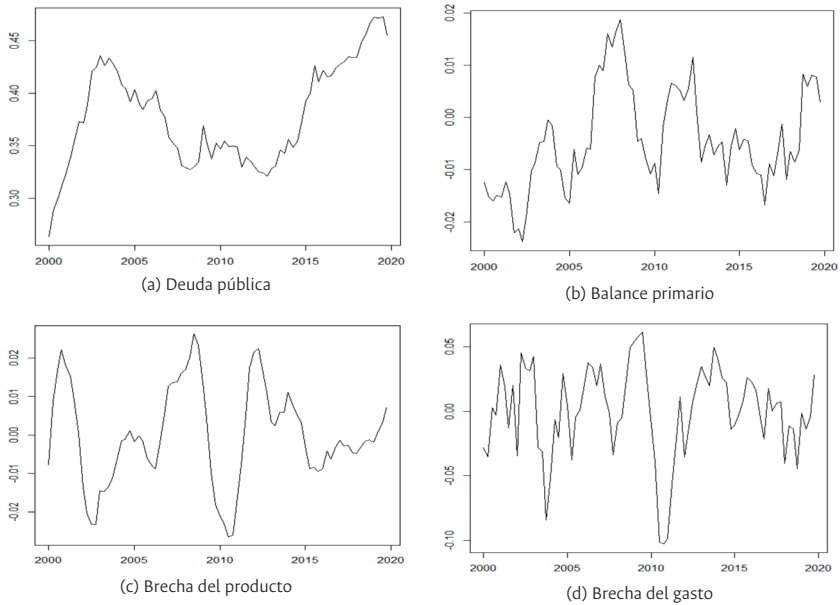 0.45
0.40
0.35
0.30
2000 2005 2010 2015 2020
(a) Deuda pública
0.02
0.01
0.00
-0.01
-0.02
2000 2005 2010 2015 2020
(b) Balance primario
0.02
0.01
0.00
-0.01
-0.02
2000 2005 2010 2015 2020
(c) Brecha del producto
0.05
0.00
-0.05
-0.10
2000 2005 2010 2015 2020
(d) Brecha del gasto